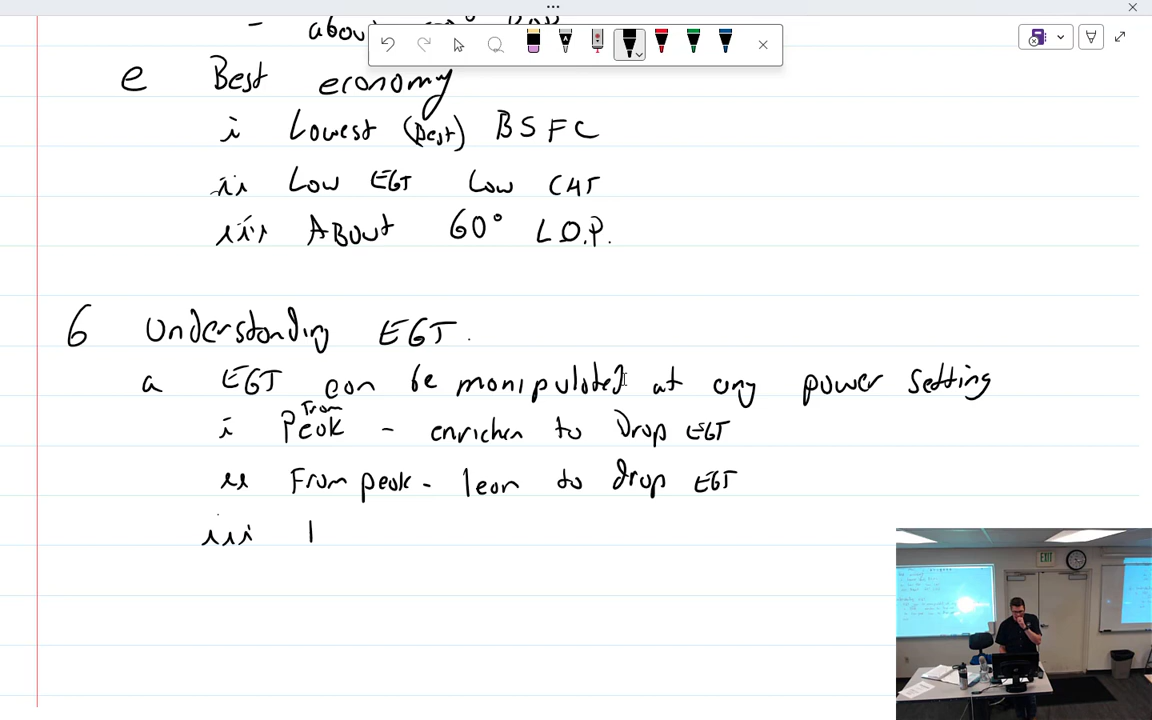 - about
e Best economy
i Lowest (Best) BSFC
ii Low EGT Low CHT
iii About 60° L.O.P.
6 Understanding EGT.
a EGT can be manipulated at any power setting
i From Peak - enrichen to Drop EGT
ii From peak - lean to drop EGT
iii
EXIT